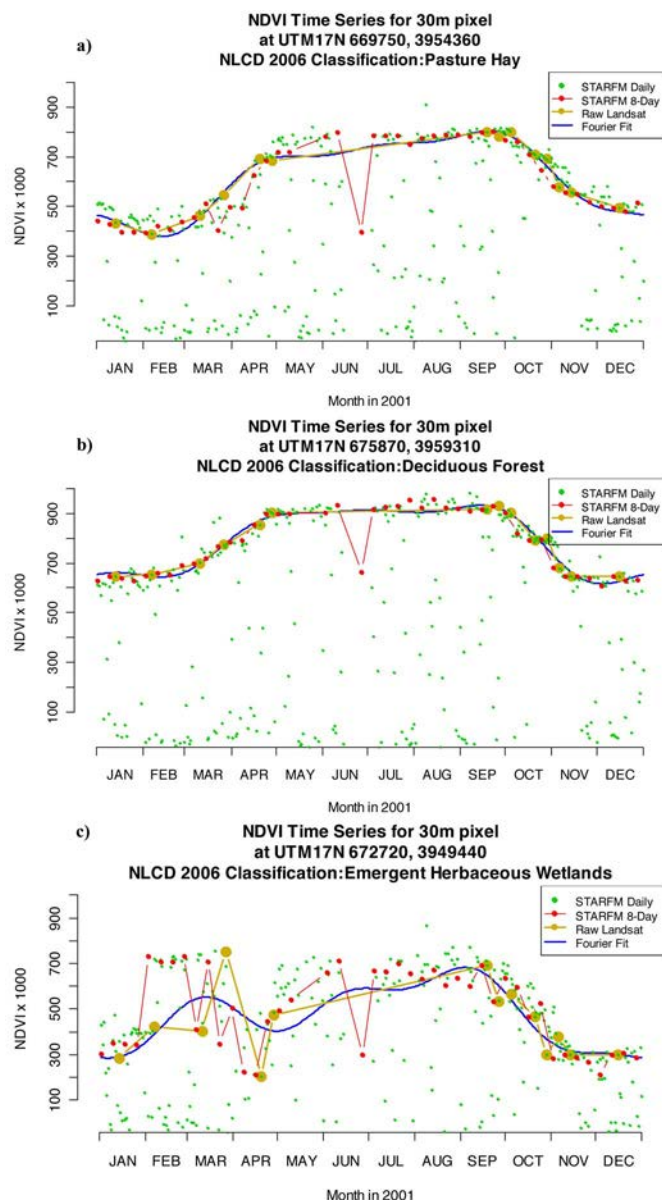 a)
NDVI Time Series for 30m pixel
at UTM17N 669750, 3954360
NLCD 2006 Classification:Pasture Hay
STARFM Daily
STARFM 8-Day
Raw Landsat
Fourier Fit
NDVI x 1000
900
700
500
300
100
JAN FEB MAR APR MAY JUN JUL AUG SEP OCT NOV DEC
Month in 2001
b)
NDVI Time Series for 30m pixel
at UTM17N 675870, 3959310
NLCD 2006 Classification:Deciduous Forest
STARFM Daily
STARFM 8-Day
Raw Landsat
Fourier Fit
NDVI x 1000
900
700
500
300
100
JAN FEB MAR APR MAY JUN JUL AUG SEP OCT NOV DEC
Month in 2001
c)
NDVI Time Series for 30m pixel
at UTM17N 672720, 3949440
NLCD 2006 Classification:Emergent Herbaceous Wetlands
STARFM Daily
STARFM 8-Day
Raw Landsat
Fourier Fit
NDVI x 1000
900
700
500
300
100
JAN FEB MAR APR MAY JUN JUL AUG SEP OCT NOV DEC
Month in 2001